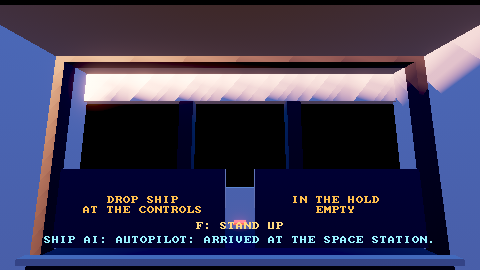 DROP SHIP
AT THE CONTROLS
IN THE HOLD
EMPTY
F: STAND UP
SHIP AI: AUTOPILOT: ARRIVED AT THE SPACE STATION.